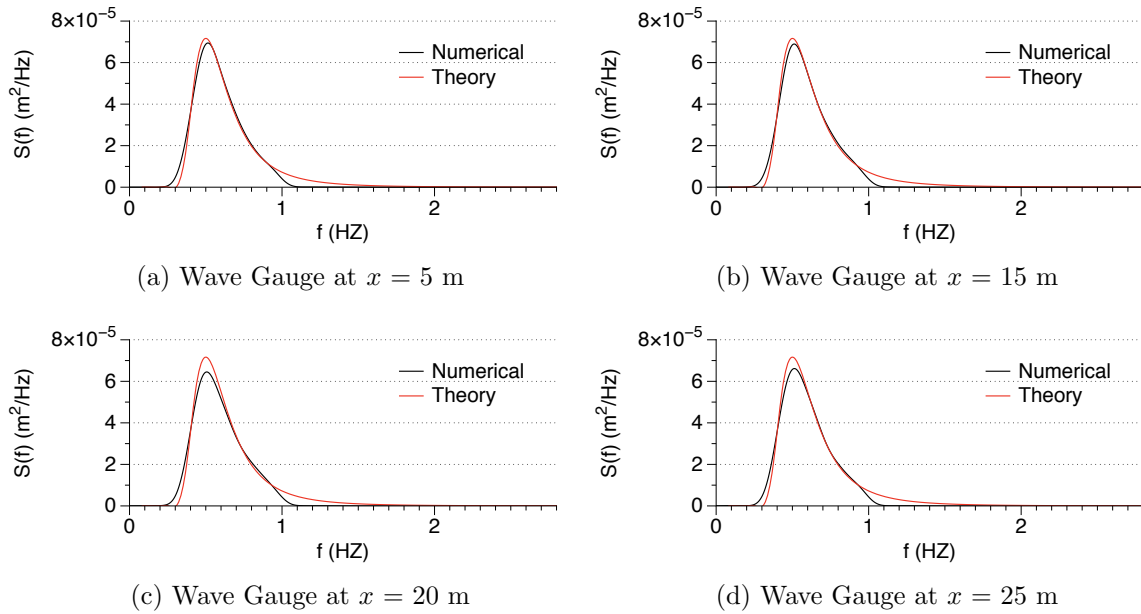 8×10⁻⁵
6
4
2
0
S(f) (m²/Hz)
Numerical
Theory
0 1 2
f (HZ)
(a) Wave Gauge at x = 5 m
8×10⁻⁵
6
4
2
0
S(f) (m²/Hz)
Numerical
Theory
0 1 2
f (HZ)
(b) Wave Gauge at x = 15 m
8×10⁻⁵
6
4
2
0
S(f) (m²/Hz)
Numerical
Theory
0 1 2
f (HZ)
(c) Wave Gauge at x = 20 m
8×10⁻⁵
6
4
2
0
S(f) (m²/Hz)
Numerical
Theory
0 1 2
f (HZ)
(d) Wave Gauge at x = 25 m